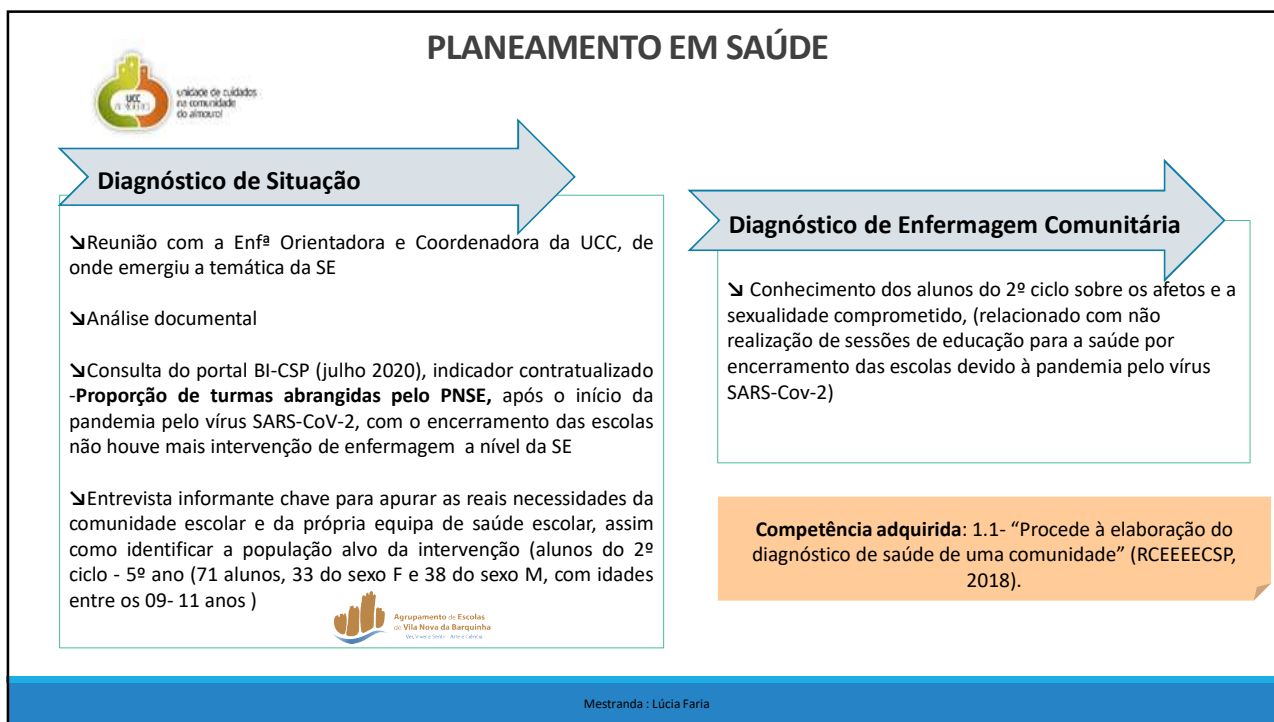 PLANEAMENTO EM SAÚDE
unidade de cuidados
na comunidade
do almourol
UCC
Diagnóstico de Situação
↘Reunião com a Enfª Orientadora e Coordenadora da UCC, de
onde emergiu a temática da SE
↘Análise documental
↘Consulta do portal BI-CSP (julho 2020), indicador contratualizado
-Proporção de turmas abrangidas pelo PNSE, após o início da
pandemia pelo vírus SARS-CoV-2, com o encerramento das escolas
não houve mais intervenção de enfermagem a nível da SE
↘Entrevista informante chave para apurar as reais necessidades da
comunidade escolar e da própria equipa de saúde escolar, assim
como identificar a população alvo da intervenção (alunos do 2º
ciclo - 5º ano (71 alunos, 33 do sexo F e 38 do sexo M, com idades
entre os 09- 11 anos )
Agrupamento de Escolas
de Vila Nova da Barquinha
Diagnóstico de Enfermagem Comunitária
↘ Conhecimento dos alunos do 2º ciclo sobre os afetos e a
sexualidade comprometido, (relacionado com não
realização de sessões de educação para a saúde por
encerramento das escolas devido à pandemia pelo vírus
SARS-Cov-2)
Competência adquirida: 1.1- “Procede à elaboração do
diagnóstico de saúde de uma comunidade” (RCEEEECSP,
2018).
Mestranda : Lúcia Faria